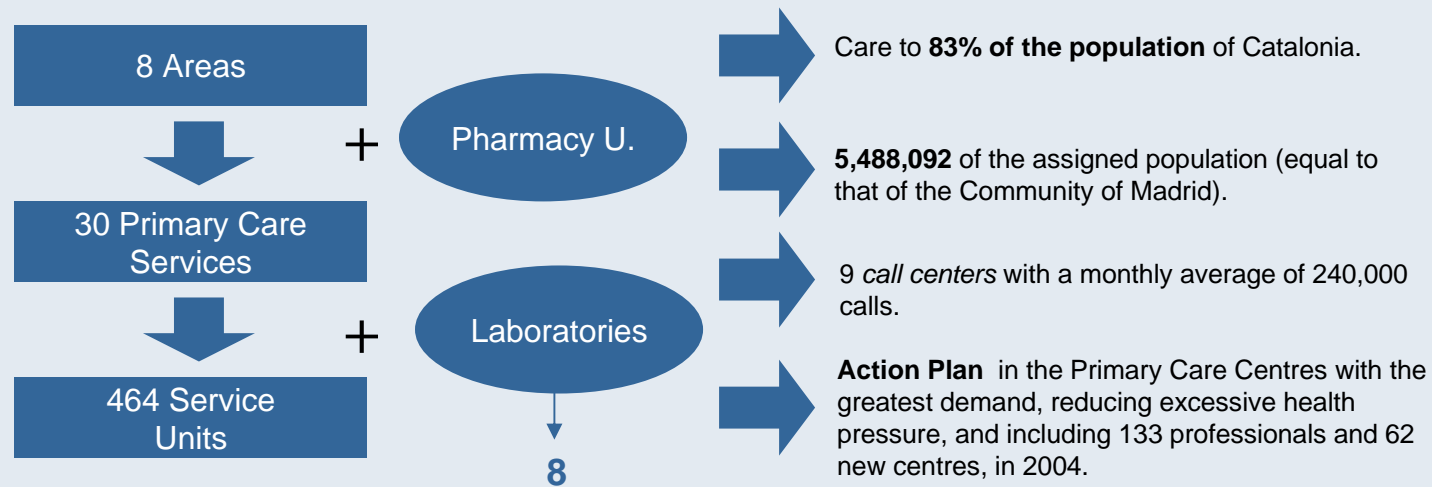 8 Areas
+
Pharmacy U.
30 Primary Care
Services
+
Laboratories
464 Service
Units
8
Care to 83% of the population of Catalonia.
5,488,092 of the assigned population (equal to
that of the Community of Madrid).
9 call centers with a monthly average of 240,000
calls.
Action Plan in the Primary Care Centres with the
greatest demand, reducing excessive health
pressure, and including 133 professionals and 62
new centres, in 2004.